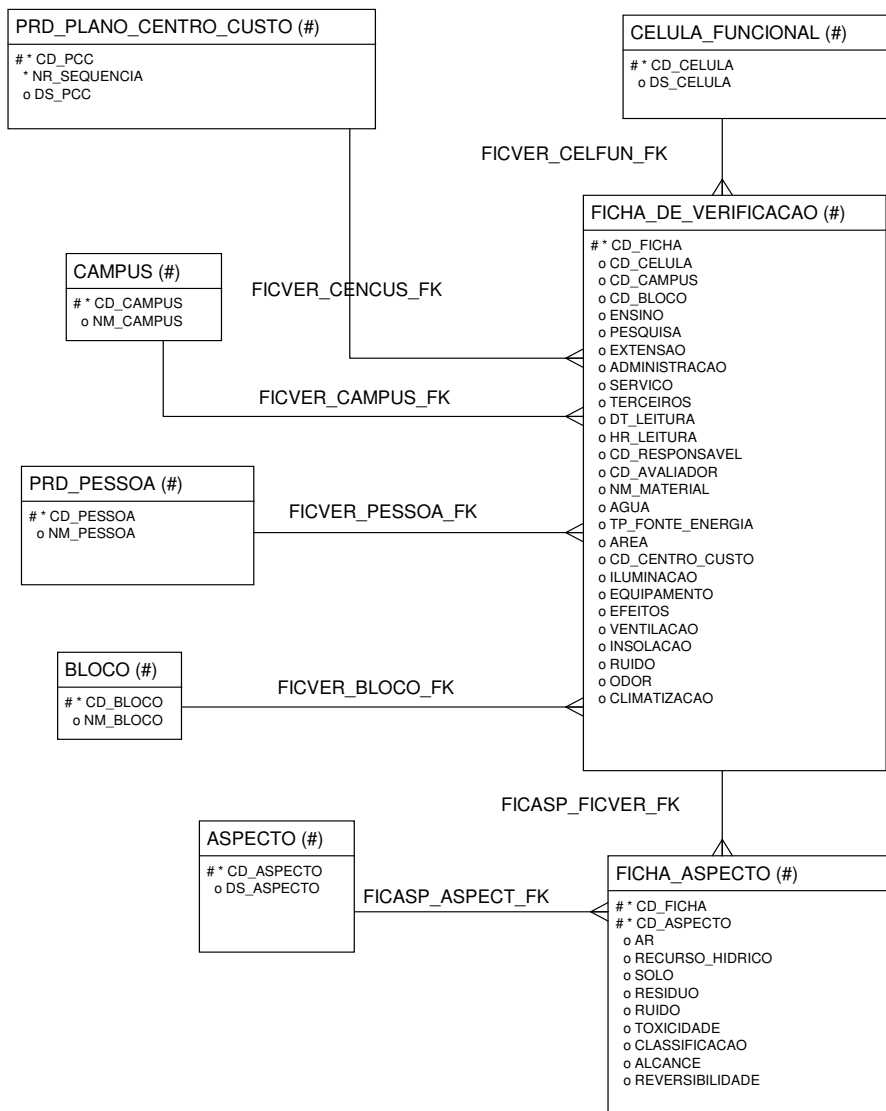 PRD_PLANO_CENTRO_CUSTO (#)
# * CD_PCC
* NR_SEQUENCIA
o DS_PCC
CELULA_FUNCIONAL (#)
# * CD_CELULA
o DS_CELULA
FICVER_CELFUN_FK
FICHA_DE_VERIFICACAO (#)
# * CD_FICHA
o CD_CELULA
o CD_CAMPUS
o CD_BLOCO
o ENSINO
o PESQUISA
o EXTENSAO
o ADMINISTRACAO
o SERVICO
o TERCEIROS
o DT_LEITURA
o HR_LEITURA
o CD_RESPONSAVEL
o CD_AVALIADOR
o NM_MATERIAL
o AGUA
o TP_FONTE_ENERGIA
o AREA
o CD_CENTRO_CUSTO
o ILUMINACAO
o EQUIPAMENTO
o EFEITOS
o VENTILACAO
o INSOLACAO
o RUIDO
o ODOR
o CLIMATIZACAO
CAMPUS (#)
# * CD_CAMPUS
o NM_CAMPUS
FICVER_CENCUS_FK
FICVER_CAMPUS_FK
PRD_PESSOA (#)
# * CD_PESSOA
o NM_PESSOA
FICVER_PESSOA_FK
BLOCO (#)
# * CD_BLOCO
o NM_BLOCO
FICVER_BLOCO_FK
FICASP_FICVER_FK
ASPECTO (#)
# * CD_ASPECTO
o DS_ASPECTO
FICASP_ASPECT_FK
FICHA_ASPECTO (#)
# * CD_FICHA
# * CD_ASPECTO
o AR
o RECURSO_HIDRICO
o SOLO
o RESIDUO
o RUIDO
o TOXICIDADE
o CLASSIFICACAO
o ALCANCE
o REVERSIBILIDADE